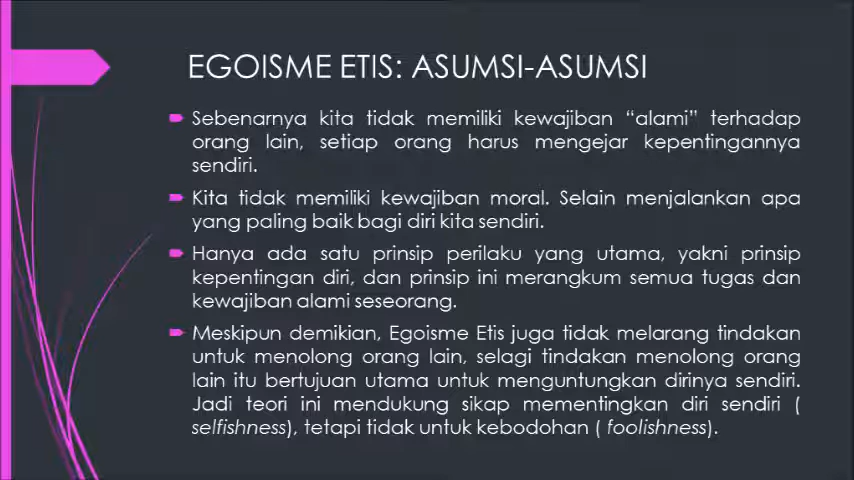 EGOISME ETIS: ASUMSI-ASUMSI
Sebenarnya kita tidak memiliki kewajiban “alami” terhadap
orang lain, setiap orang harus mengejar kepentingannya
sendiri.
Kita tidak memiliki kewajiban moral. Selain menjalankan apa
yang paling baik bagi diri kita sendiri.
Hanya ada satu prinsip perilaku yang utama, yakni prinsip
kepentingan diri, dan prinsip ini merangkum semua tugas dan
kewajiban alami seseorang.
Meskipun demikian, Egoisme Etis juga tidak melarang tindakan
untuk menolong orang lain, selagi tindakan menolong orang
lain itu bertujuan utama untuk menguntungkan dirinya sendiri.
Jadi teori ini mendukung sikap mementingkan diri sendiri (
selfishness), tetapi tidak untuk kebodohan ( foolishness).